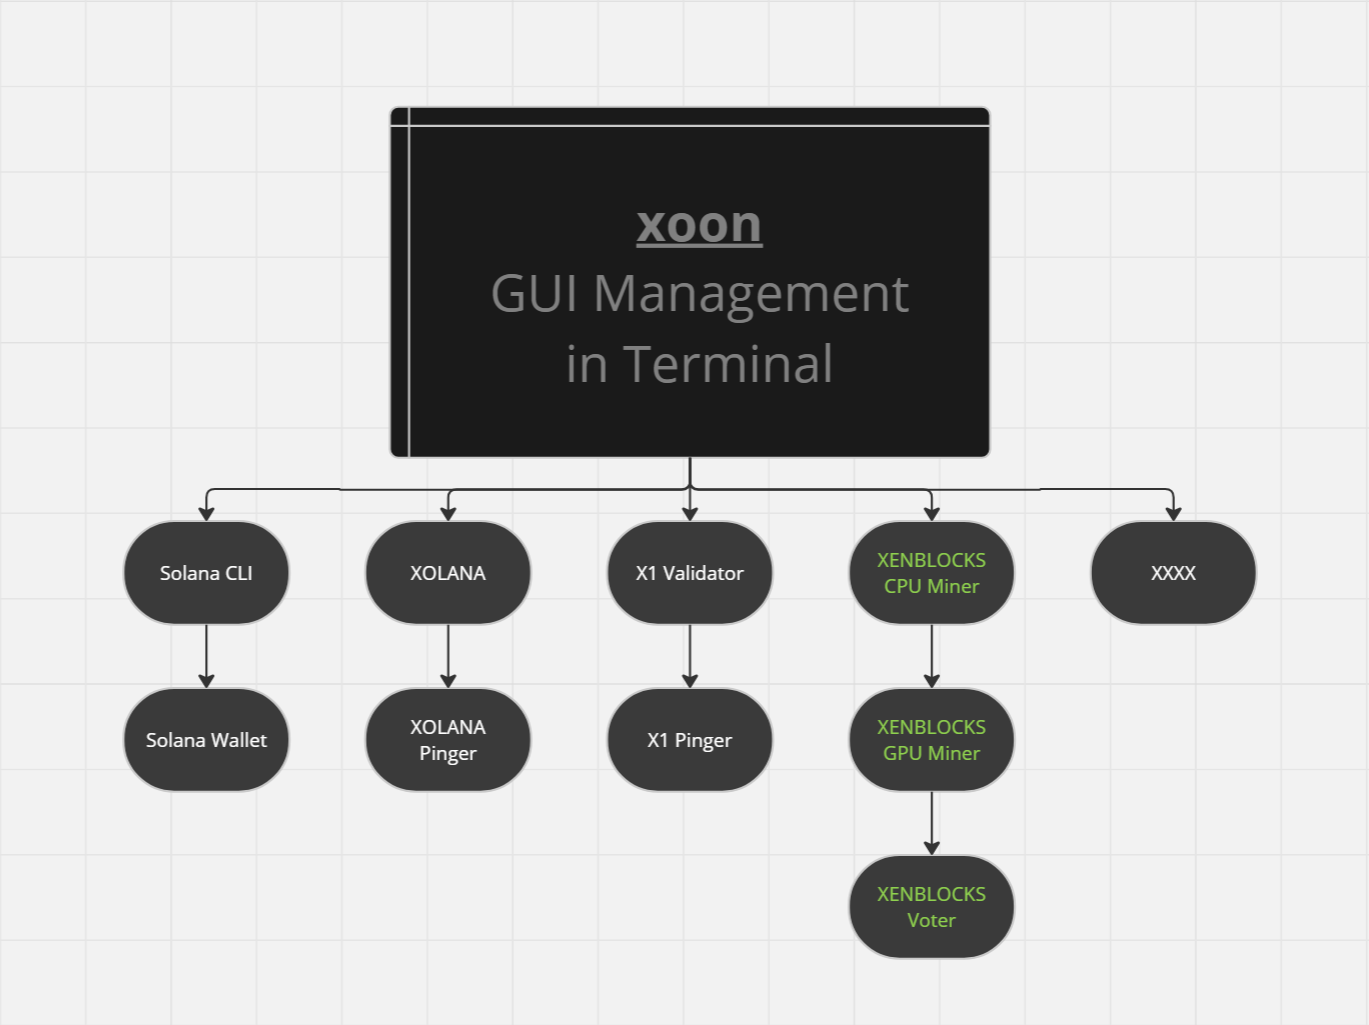 xoon
GUI Management
in Terminal
Solana CLI
XOLANA
X1 Validator
XENBLOCKS
CPU Miner
XXXX
Solana Wallet
XOLANA
Pinger
X1 Pinger
XENBLOCKS
GPU Miner
XENBLOCKS
Voter